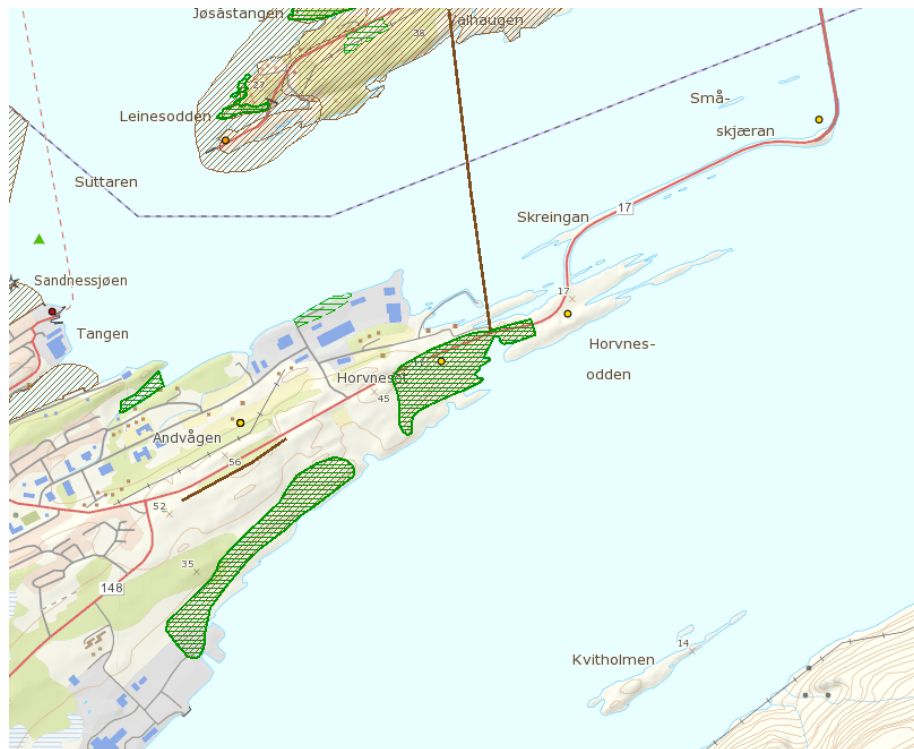 Jøsåstangen
Valhaugen
38
27
Leinesodden
Små-
skjæran
Suttaren
17
Skreingan
Sandnessjøen
17
Tangen
Horvnes-
odden
Horvneset
45
Andvågen
56
52
35
148
Kvitholmen
14